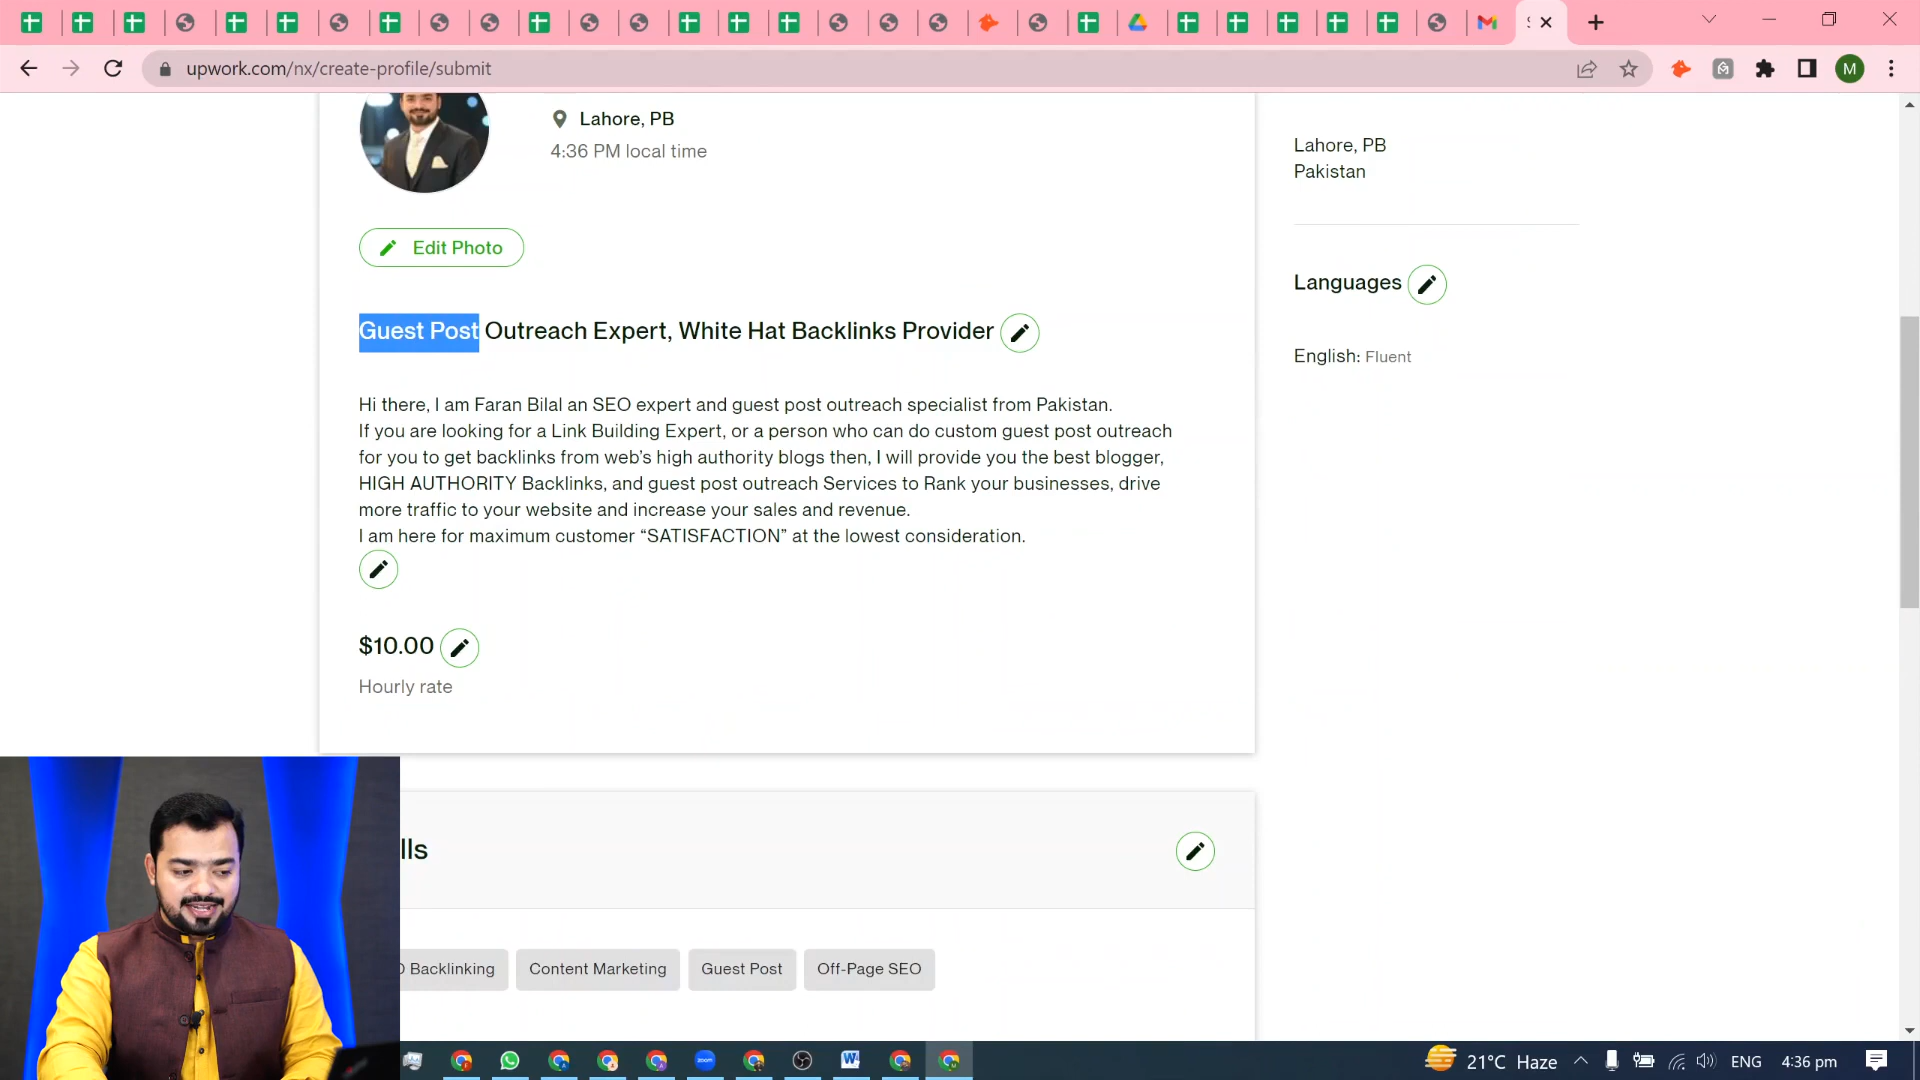 upwork.com/nx/create-profile/submit
M
Lahore, PB
4:36 PM local time
Edit Photo
Guest Post Outreach Expert, White Hat Backlinks Provider
Hi there, I am Faran Bilal an SEO expert and guest post outreach specialist from Pakistan.
If you are looking for a Link Building Expert, or a person who can do custom guest post outreach
for you to get backlinks from web’s high authority blogs then, I will provide you the best blogger,
HIGH AUTHORITY Backlinks, and guest post outreach Services to Rank your businesses, drive
more traffic to your website and increase your sales and revenue.
I am here for maximum customer “SATISFACTION” at the lowest consideration.
$10.00
Hourly rate
Lahore, PB
Pakistan
Languages
English: Fluent
lls
Backlinking
Content Marketing
Guest Post
Off-Page SEO
zoom
21°C Haze
ENG
4:36 pm